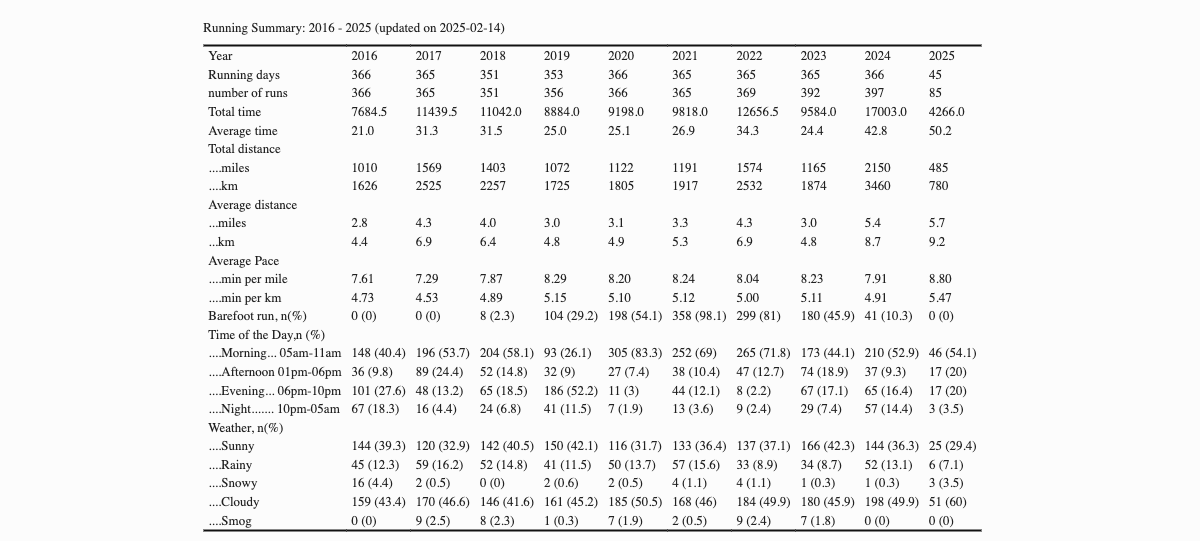 Running Summary: 2016 - 2025 (updated on 2025-02-14)
Year 2016 2017 2018 2019 2020 2021 2022 2023 2024 2025
Running days 366 365 351 353 366 365 365 365 366 45
number of runs 366 365 351 356 366 365 369 392 397 85
Total time 7684.5 11439.5 11042.0 8884.0 9198.0 9818.0 12656.5 9584.0 17003.0 4266.0
Average time 21.0 31.3 31.5 25.0 25.1 26.9 34.3 24.4 42.8 50.2
Total distance
....miles 1010 1569 1403 1072 1122 1191 1574 1165 2150 485
....km 1626 2525 2257 1725 1805 1917 2532 1874 3460 780
Average distance
...miles 2.8 4.3 4.0 3.0 3.1 3.3 4.3 3.0 5.4 5.7
...km 4.4 6.9 6.4 4.8 4.9 5.3 6.9 4.8 8.7 9.2
Average Pace
....min per mile 7.61 7.29 7.87 8.29 8.20 8.24 8.04 8.23 7.91 8.80
....min per km 4.73 4.53 4.89 5.15 5.10 5.12 5.00 5.11 4.91 5.47
Barefoot run, n(%) 0 (0) 0 (0) 8 (2.3) 104 (29.2) 198 (54.1) 358 (98.1) 299 (81) 180 (45.9) 41 (10.3) 0 (0)
Time of the Day,n (%)
....Morning... 05am-11am 148 (40.4) 196 (53.7) 204 (58.1) 93 (26.1) 305 (83.3) 252 (69) 265 (71.8) 173 (44.1) 210 (52.9) 46 (54.1)
....Afternoon 01pm-06pm 36 (9.8) 89 (24.4) 52 (14.8) 32 (9) 27 (7.4) 38 (10.4) 47 (12.7) 74 (18.9) 37 (9.3) 17 (20)
....Evening... 06pm-10pm 101 (27.6) 48 (13.2) 65 (18.5) 186 (52.2) 11 (3) 44 (12.1) 8 (2.2) 67 (17.1) 65 (16.4) 17 (20)
....Night....... 10pm-05am 67 (18.3) 16 (4.4) 24 (6.8) 41 (11.5) 7 (1.9) 13 (3.6) 9 (2.4) 29 (7.4) 57 (14.4) 3 (3.5)
Weather, n(%)
....Sunny 144 (39.3) 120 (32.9) 142 (40.5) 150 (42.1) 116 (31.7) 133 (36.4) 137 (37.1) 166 (42.3) 144 (36.3) 25 (29.4)
....Rainy 45 (12.3) 59 (16.2) 52 (14.8) 41 (11.5) 50 (13.7) 57 (15.6) 33 (8.9) 34 (8.7) 52 (13.1) 6 (7.1)
....Snowy 16 (4.4) 2 (0.5) 0 (0) 2 (0.6) 2 (0.5) 4 (1.1) 4 (1.1) 1 (0.3) 1 (0.3) 3 (3.5)
....Cloudy 159 (43.4) 170 (46.6) 146 (41.6) 161 (45.2) 185 (50.5) 168 (46) 184 (49.9) 180 (45.9) 198 (49.9) 51 (60)
....Smog 0 (0) 9 (2.5) 8 (2.3) 1 (0.3) 7 (1.9) 2 (0.5) 9 (2.4) 7 (1.8) 0 (0) 0 (0)